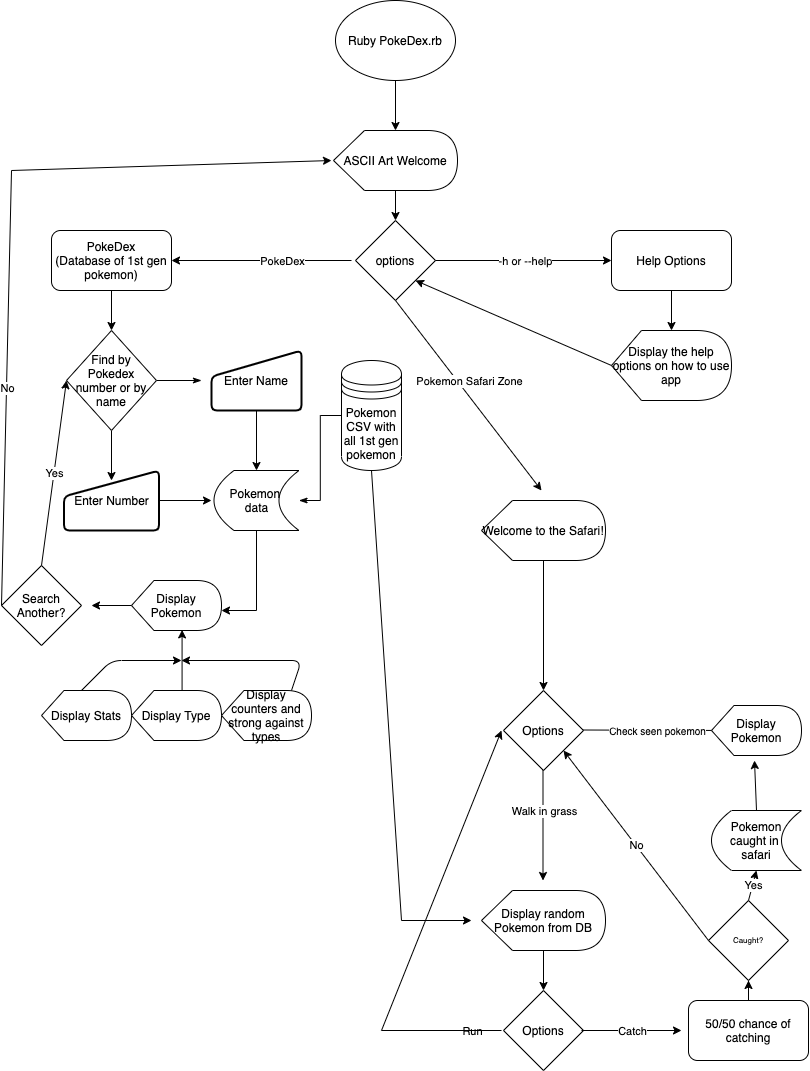 Ruby PokeDex.rb
ASCII Art Welcome
PokeDex
(Database of 1st gen
pokemon)
PokeDex
options
-h or --help
Help Options
Find by
Pokedex
number or by
name
Enter Name
Pokemon Safari Zone
Display the help
options on how to use
app
No
Pokemon
CSV with
all 1st gen
pokemon
Yes
Enter Number
Pokemon
data
Welcome to the Safari!
Search
Another?
Display
Pokemon
Display Stats
Display Type
Display
counters and
strong against
types
Options
Check seen pokemon
Display
Pokemon
Walk in grass
No
Pokemon
caught in
safari
Yes
Display random
Pokemon from DB
Caught?
Run
Options
Catch
50/50 chance of
catching